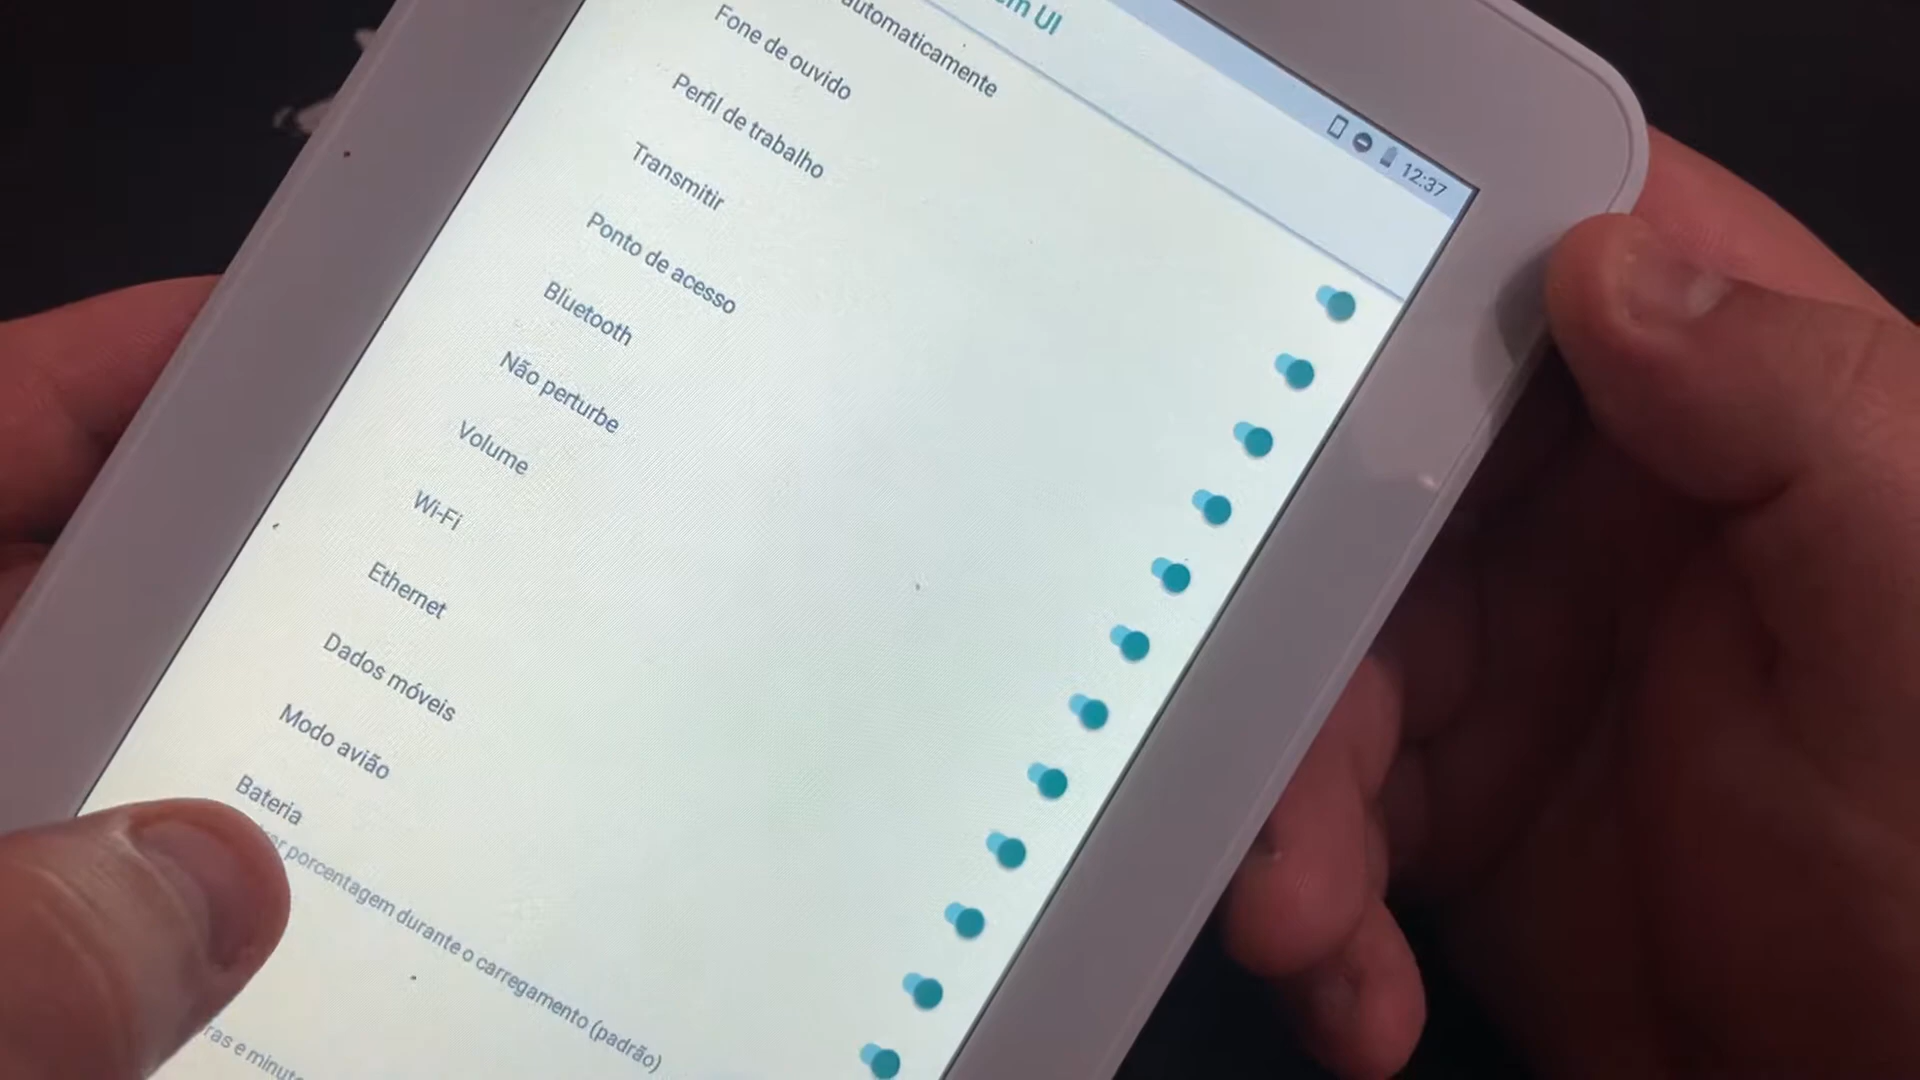 UI
12:37
automaticamente
Fone de ouvido
Perfil de trabalho
Transmitir
Ponto de acesso
Bluetooth
Não perturbe
Volume
Wi-Fi
Ethernet
Dados móveis
Modo avião
Bateria
porcentagem durante o carregamento (padrão)
e